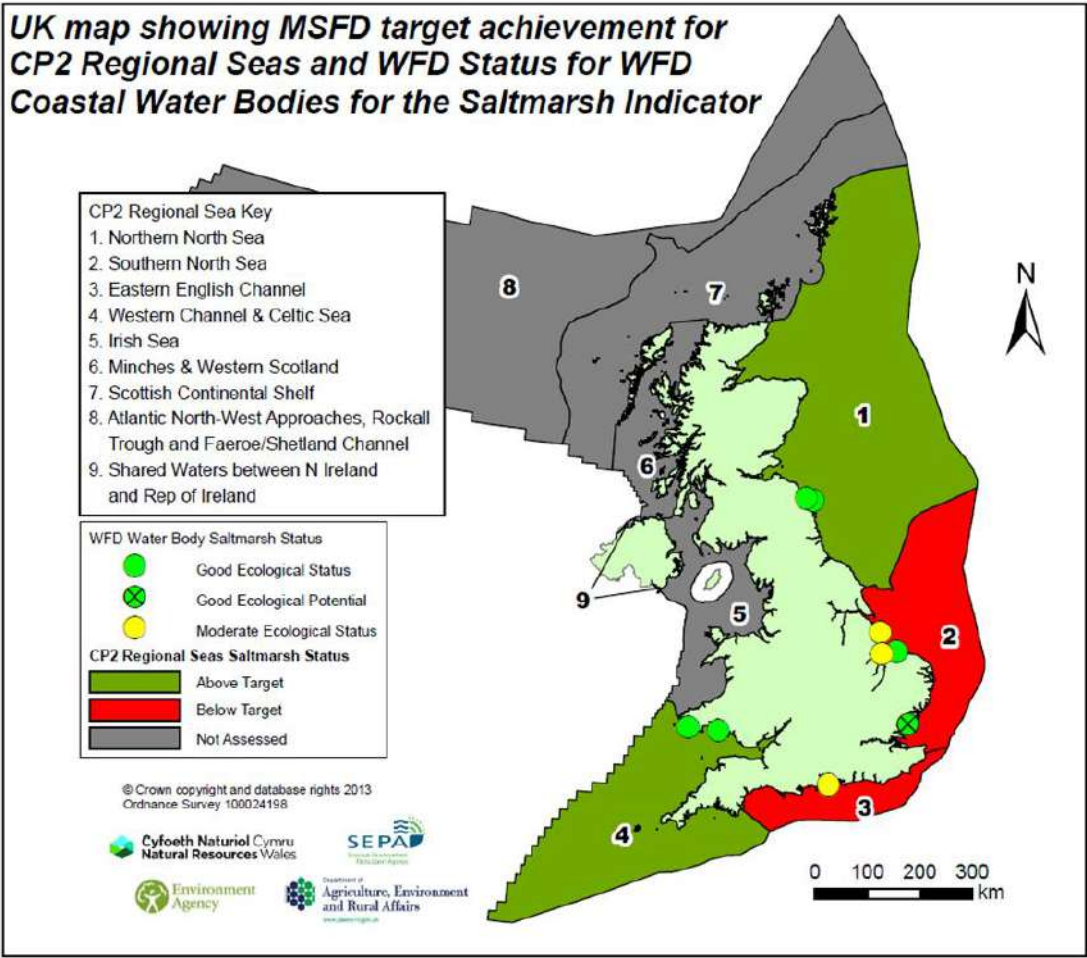 UK map showing MSFD target achievement for
CP2 Regional Seas and WFD Status for WFD
Coastal Water Bodies for the Saltmarsh Indicator
CP2 Regional Sea Key
1. Northern North Sea
2. Southern North Sea
3. Eastern English Channel
4. Western Channel & Celtic Sea
5. Irish Sea
6. Minches & Western Scotland
7. Scottish Continental Shelf
8. Atlantic North-West Approaches, Rockall
Trough and Faeroe/Shetland Channel
9. Shared Waters between N Ireland
and Rep of Ireland
WFD Water Body Saltmarsh Status
Good Ecological Status
Good Ecological Potential
Moderate Ecological Status
CP2 Regional Seas Saltmarsh Status
Above Target
Below Target
Not Assessed
© Crown copyright and database rights 2013
Ordnance Survey 100024198
Cyfoeth Naturiol Cymru
Natural Resources Wales
SEPA
Environment
Agency
Department of
Agriculture, Environment
and Rural Affairs
8
7
N
1
6
9
5
2
3
4
0 100 200 300
km